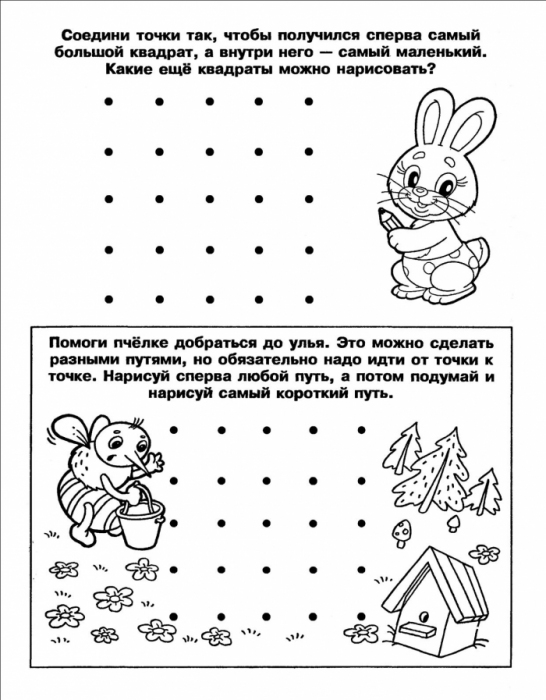 Соедини точки так, чтобы получился сперва самый
большой квадрат, а внутри него — самый маленький.
Какие ещё квадраты можно нарисовать?
Помоги пчёлке добраться до улья. Это можно сделать
разными путями, но обязательно надо идти от точки к
точке. Нарисуй сперва любой путь, а потом подумай и
нарисуй самый короткий путь.